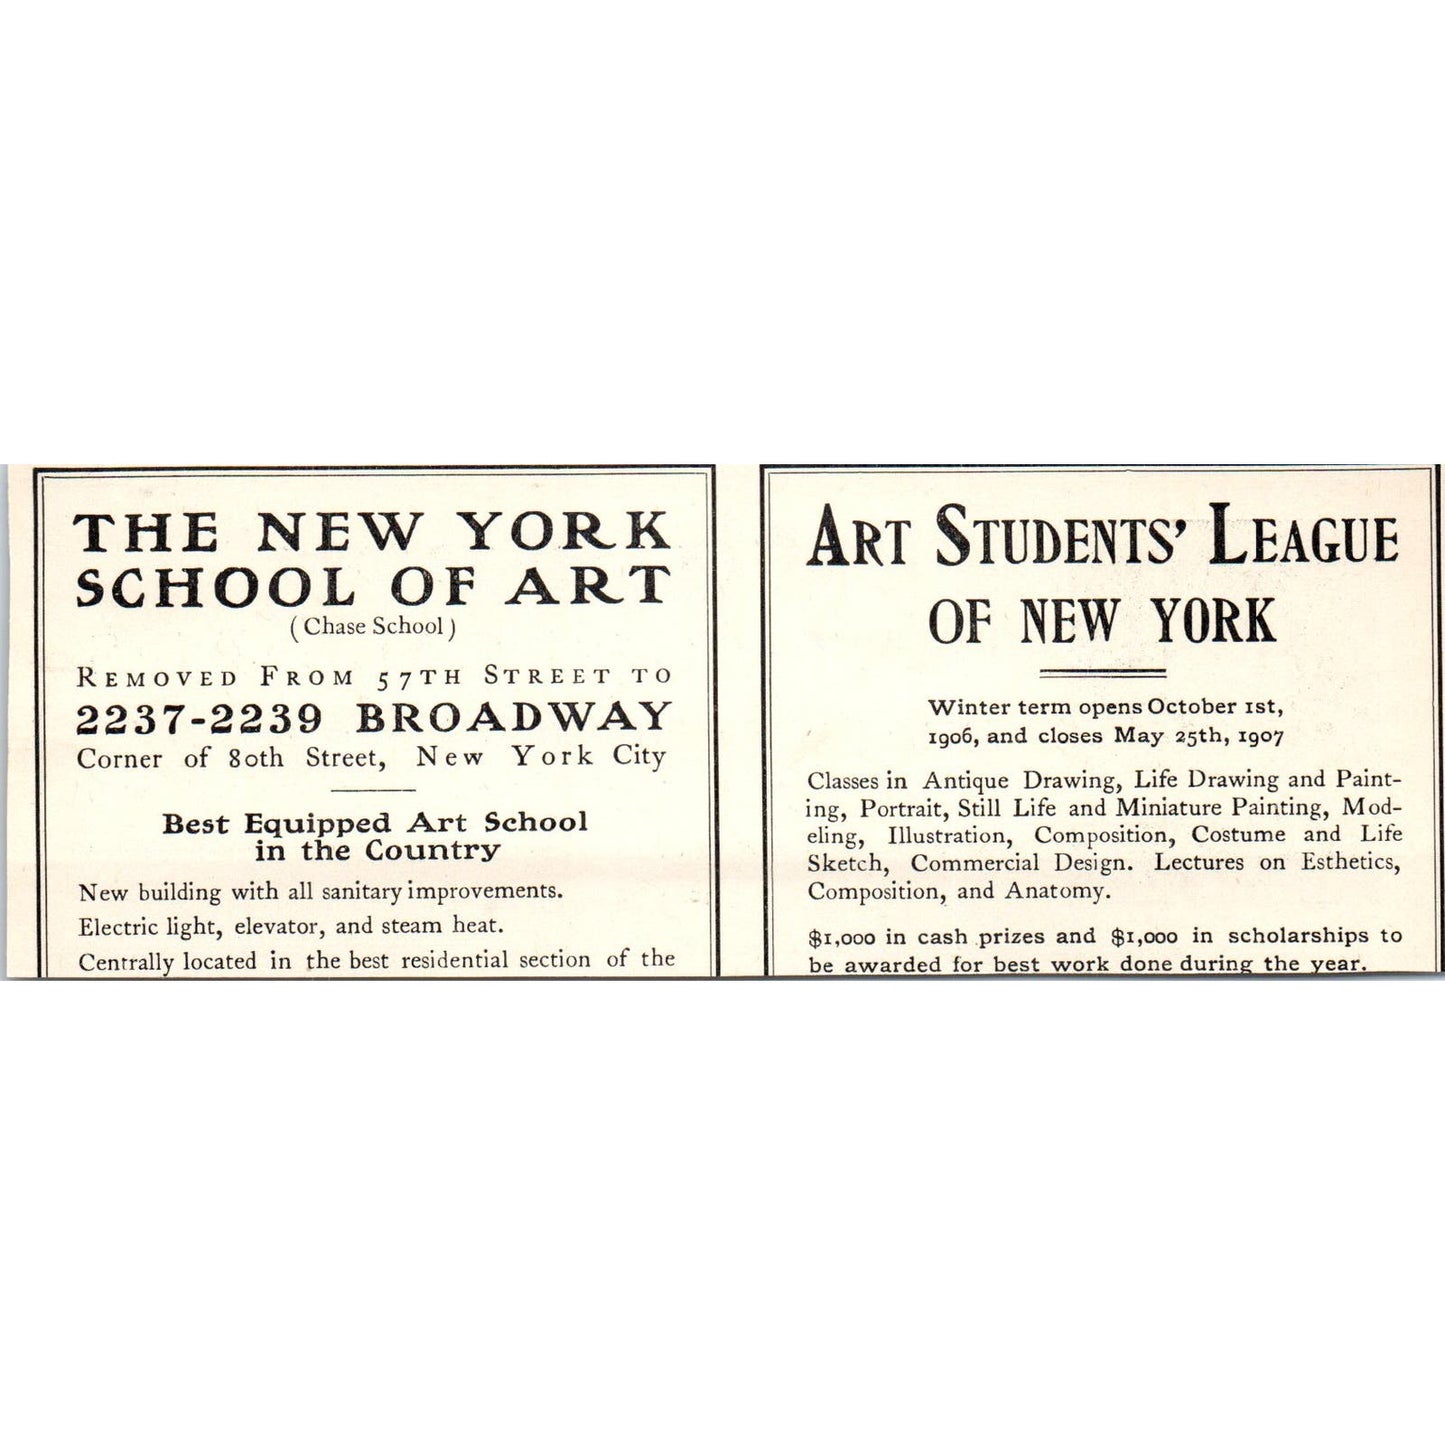 THE NEW YORK
SCHOOL OF ART
(Chase School)
REMOVED FROM 57TH STREET TO
2237-2239 BROADWAY
Corner of 80th Street, New York City
Best Equipped Art School
in the Country
New building with all sanitary improvements.
Electric light, elevator, and steam heat.
Centrally located in the best residential section of the
ART STUDENTS' LEAGUE
OF NEW YORK
Winter term opens October 1st,
1906, and closes May 25th, 1907
Classes in Antique Drawing, Life Drawing and Paint-
ing, Portrait, Still Life and Miniature Painting, Mod-
eling, Illustration, Composition, Costume and Life
Sketch, Commercial Design. Lectures on Esthetics,
Composition, and Anatomy.
$1,000 in cash prizes and $1,000 in scholarships to
be awarded for best work done during the year.